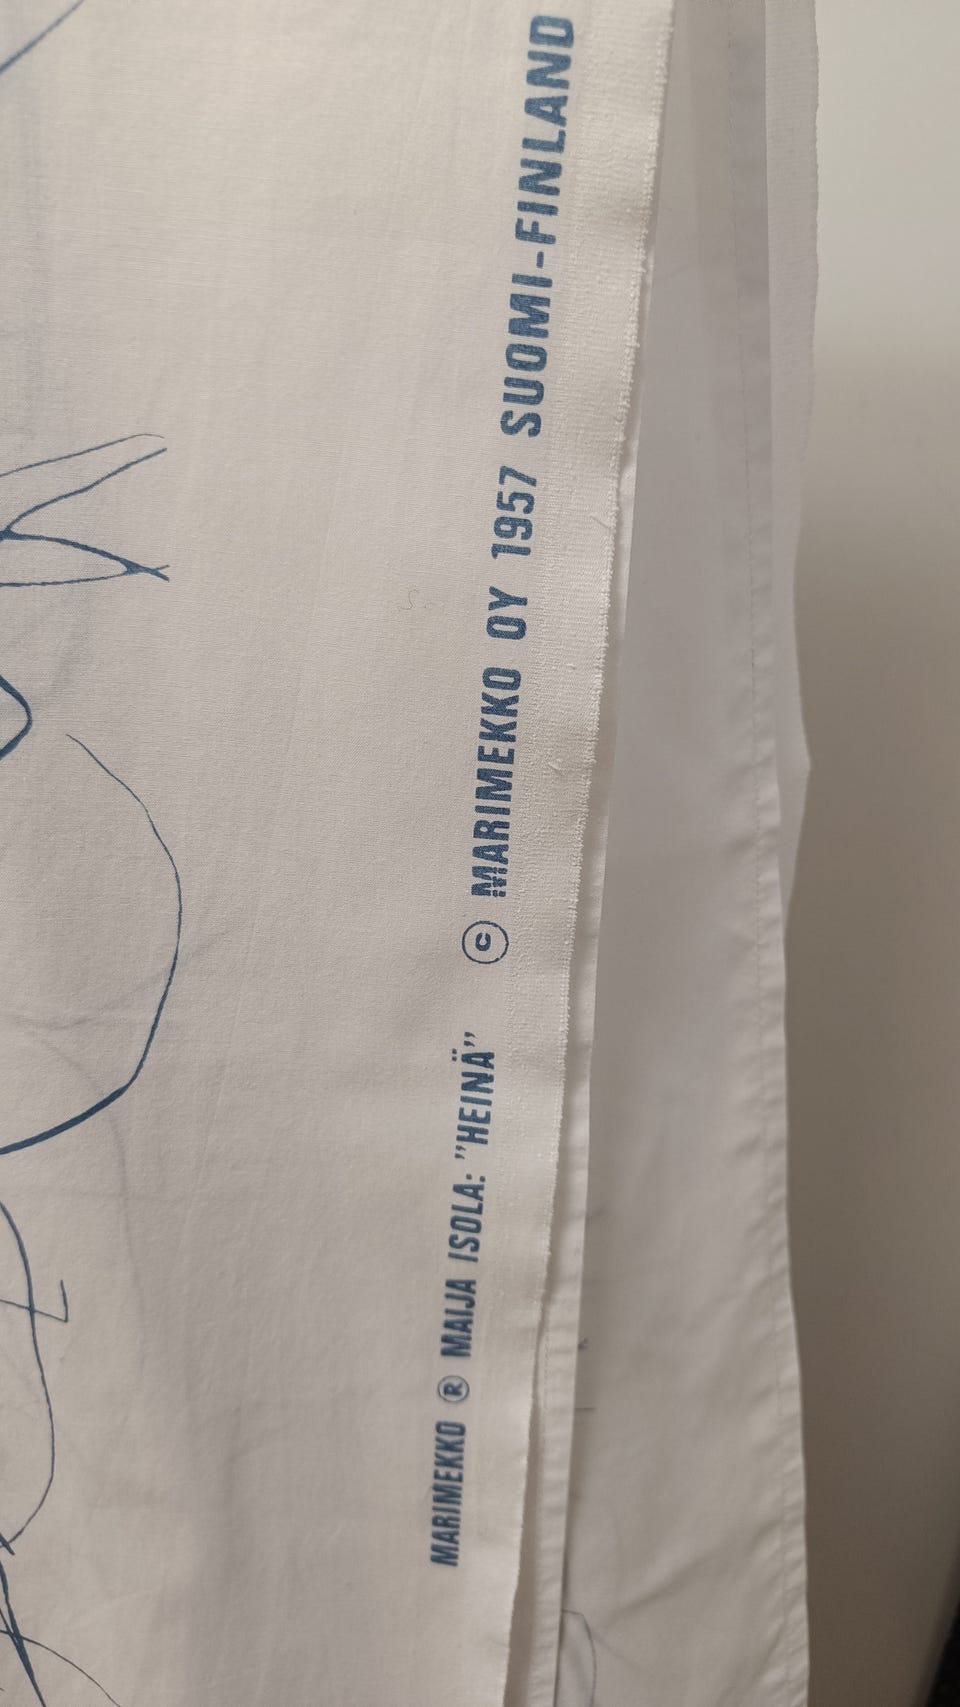 MARIMEKKO ® MAIJA ISOLA: ”HEINÄ” © MARIMEKKO OY 1957 SUOMI-FINLAND